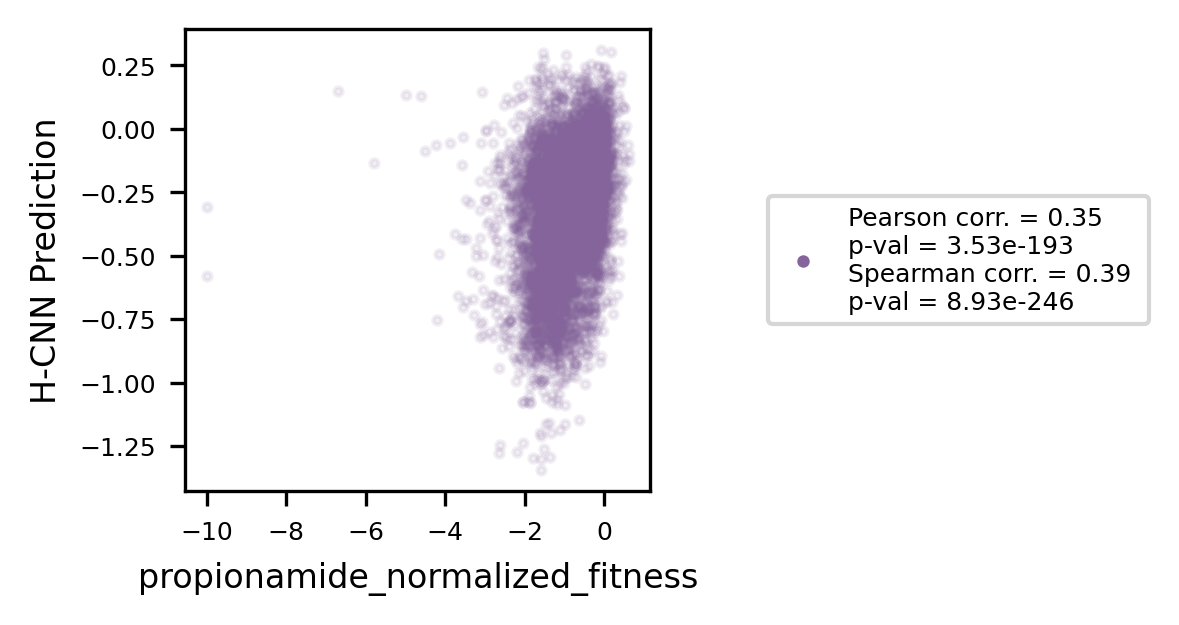 H-CNN Prediction
0.25
0.00
−0.25
−0.50
−0.75
−1.00
−1.25
−10
−8
−6
−4
−2
0
propionamide_normalized_fitness
Pearson corr. = 0.35
p-val = 3.53e-193
Spearman corr. = 0.39
p-val = 8.93e-246